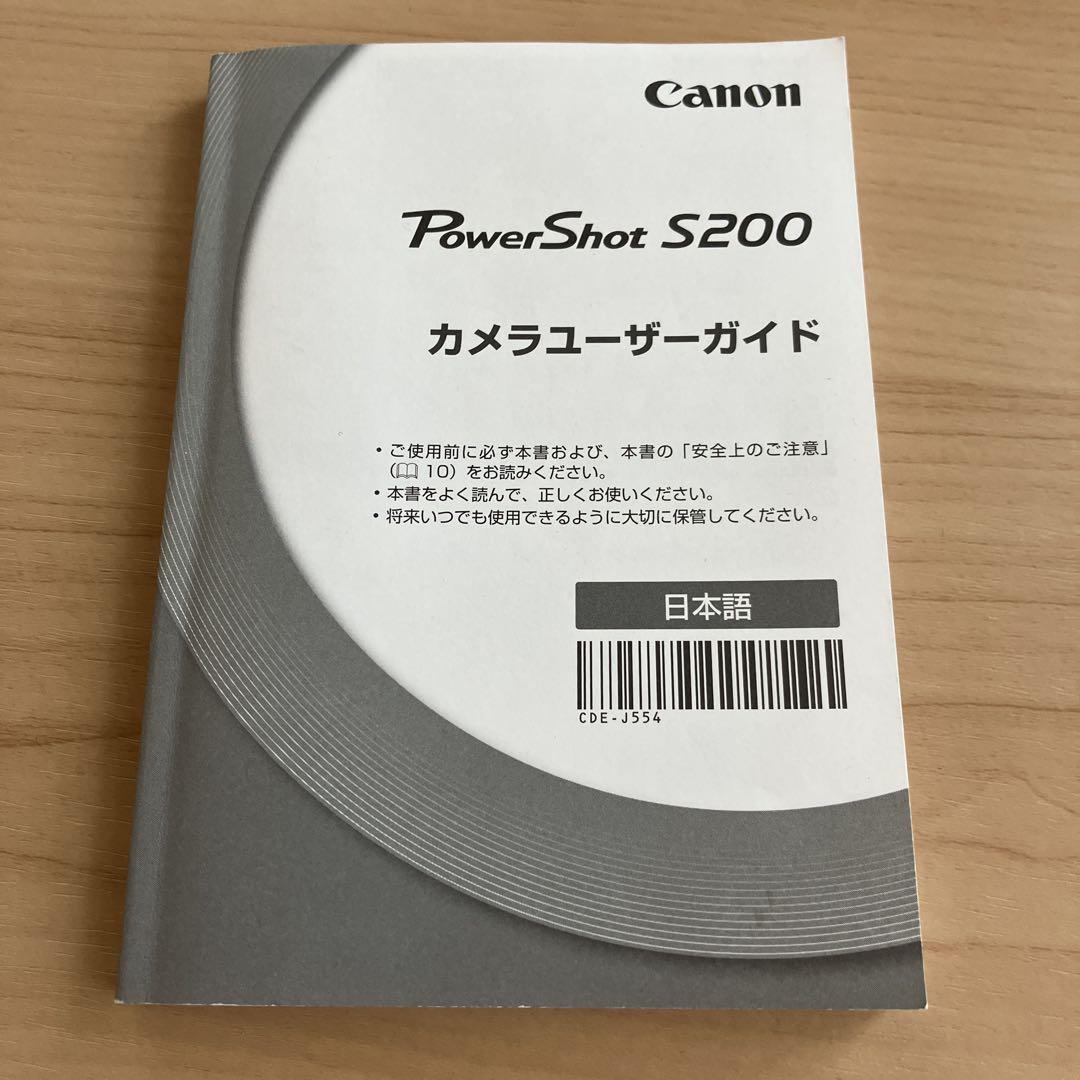 Canon
PowerShot S200
カメラユーザーガイド
・ご使用前に必ず本書および、本書の「安全上のご注意」
（📖 10）をお読みください。
・本書をよく読んで、正しくお使いください。
・将来いつでも使用できるように大切に保管してください。
日本語
CDE-J554